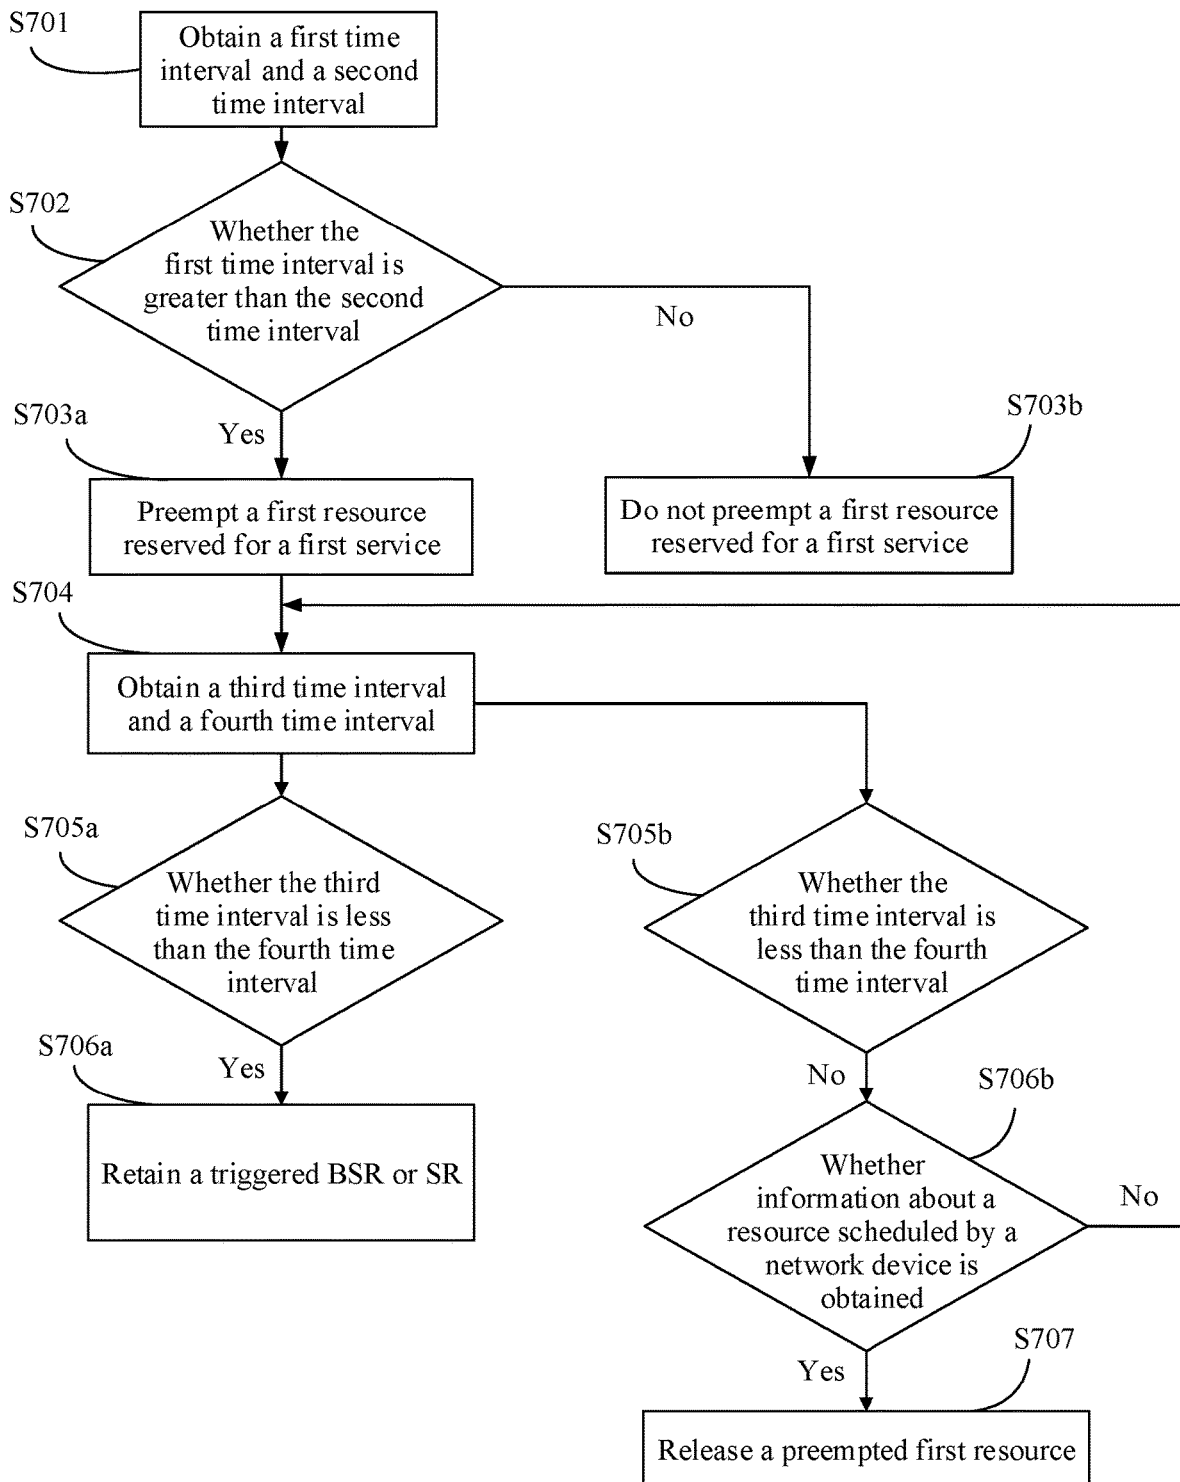 S701
Obtain a first time
interval and a second
time interval
S702
Whether the
first time interval is
greater than the second
time interval
No
S703a
Yes
S703b
Preempt a first resource
reserved for a first service
Do not preempt a first resource
reserved for a first service
S704
Obtain a third time interval
and a fourth time interval
S705a
Whether the third
time interval is less
than the fourth time
interval
S705b
Whether the
third time interval is
less than the fourth
time interval
S706a
Yes
No
S706b
Retain a triggered BSR or SR
Whether
information about a
resource scheduled by a
network device is
obtained
No
Yes
S707
Release a preempted first resource